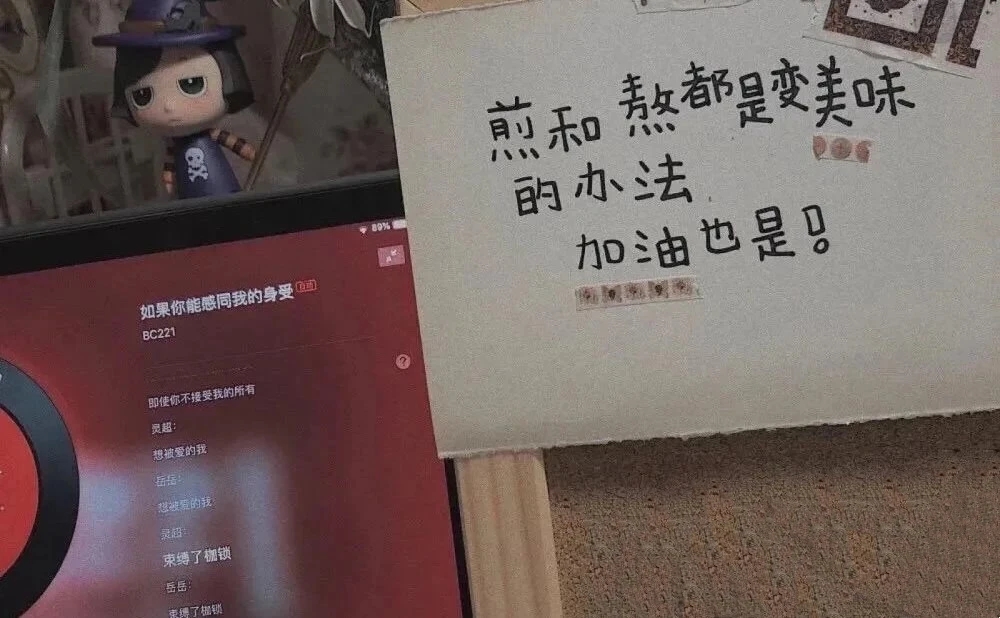 煎和熬都是变美味
的办法
加油也是!
89%
如果你能感同我的身受
BC221
?
即使你不接受我的所有
灵超:
想被爱的我
岳岳:
想被爱的我
灵超:
束缚了枷锁
岳岳:
束缚了枷锁